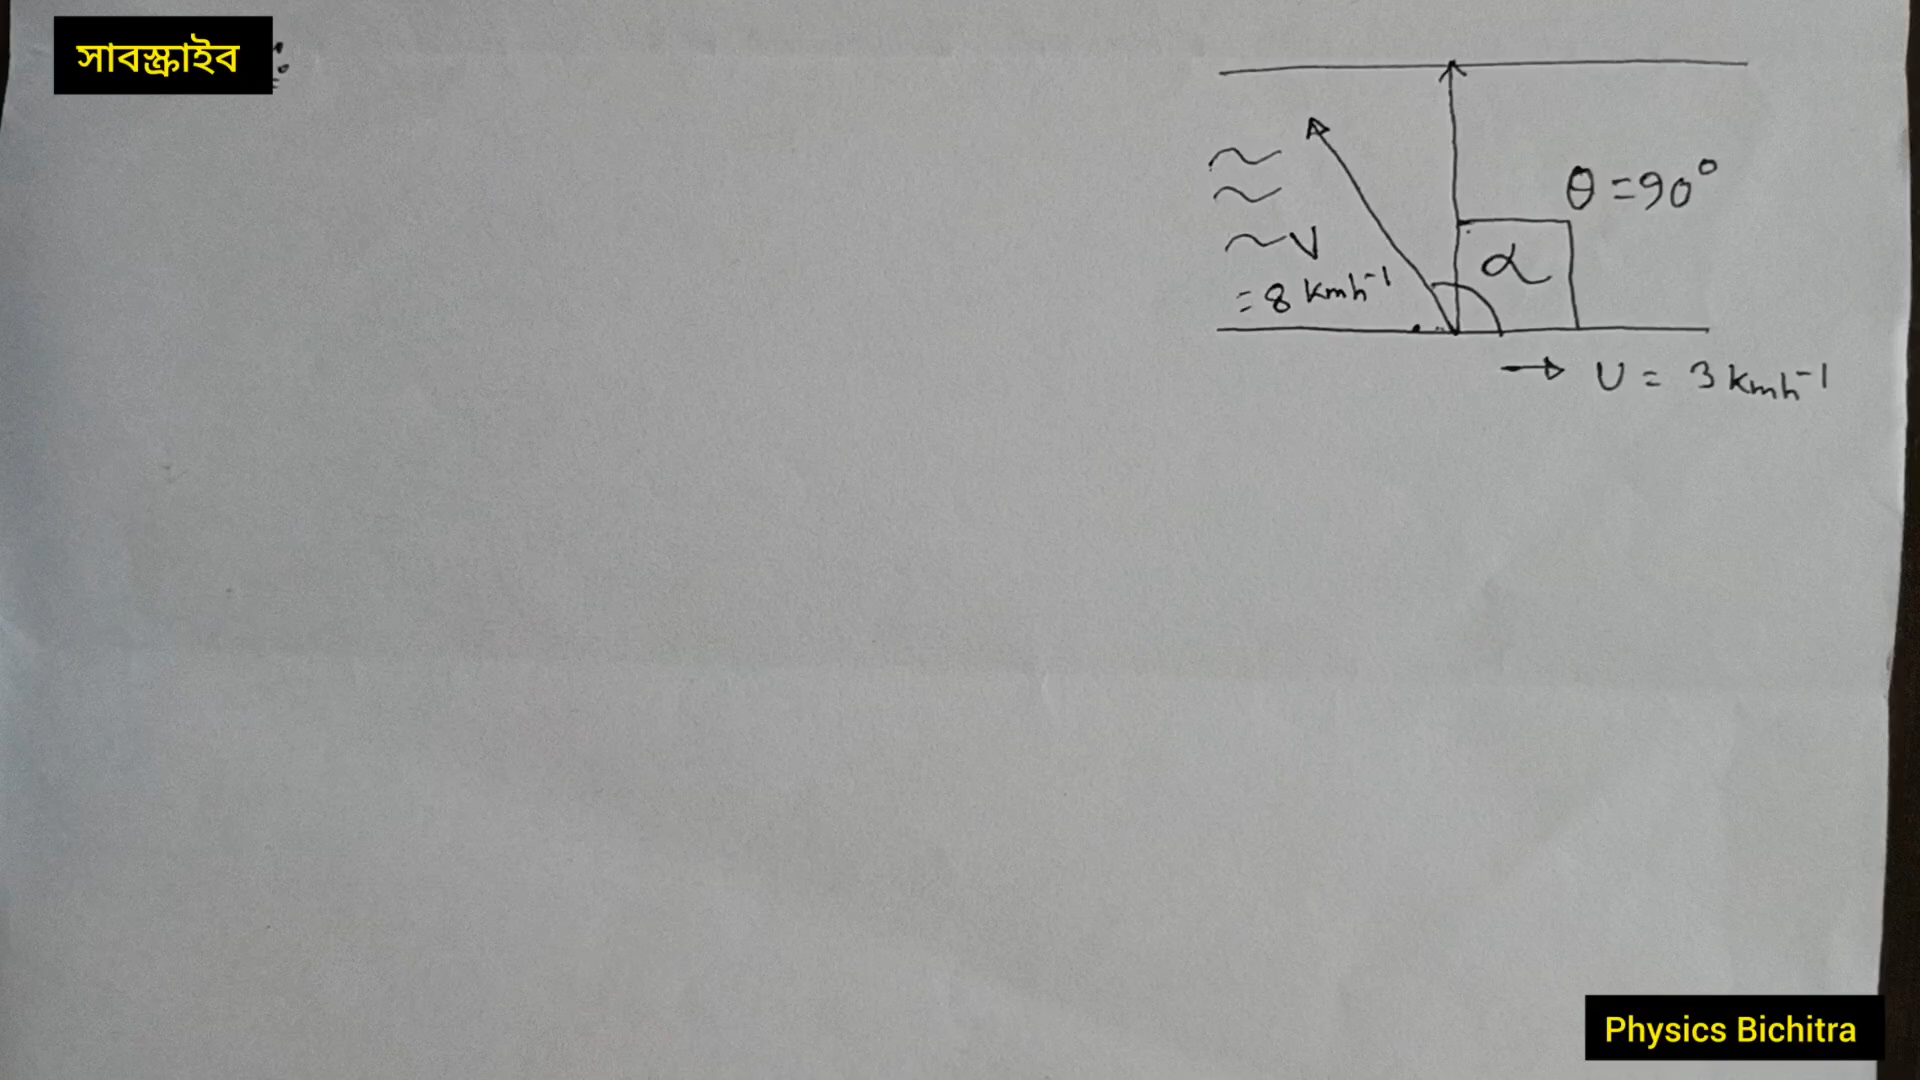 সাবস্ক্রাইব
θ = 90°
α
V
= 8 kmh⁻¹
U = 3 kmh⁻¹
Physics Bichitra